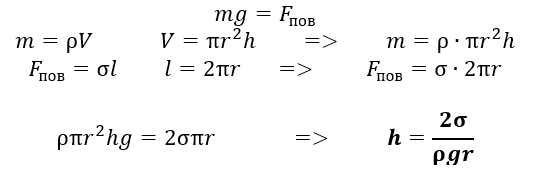 mg = Fпов
m = ρV V = πr²h => m = ρ · πr²h
Fпов = σl l = 2πr => Fпов = σ · 2πr
ρπr²hg = 2σπr => h = 2σ/ρgr